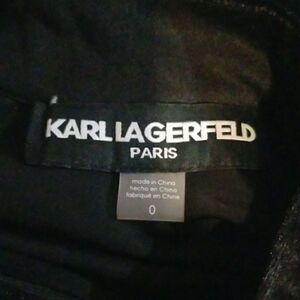 KARL LAGERFELD
PARIS
made in China
hecho en China
fabriqué en Chine
0